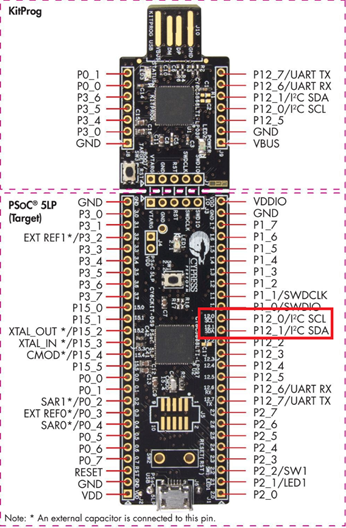 KitProg
P0_1
P0_0
P3_6
P3_5
P3_4
P3_0
GND
P12_7/UART TX
P12_6/UART RX
P12_1/I²C SDA
P12_0/I²C SCL
P12_5
GND
VBUS
PSoC® 5LP
(Target)
GND
P3_0
P3_1
EXT REF1*/P3_2
P3_3
P3_4
P3_5
P3_6
P3_7
P15_0
P15_1
XTAL_OUT */P15_2
XTAL_IN */P15_3
CMOD*/P15_4
P15_5
P0_0
P0_1
SAR1*/P0_2
EXT REF0*/P0_3
SAR0*/P0_4
P0_5
P0_6
P0_7
RESET
GND
VDD
VDDIO
GND
P1_7
P1_6
P1_5
P1_4
P1_3
P1_2
P1_1/SWDCLK
P1_0/SWDIO
P12_0/I²C SCL
P12_1/I²C SDA
P12_2
P12_3
P12_4
P12_5
P12_6/UART RX
P12_7/UART TX
P2_7
P2_6
P2_5
P2_4
P2_3
P2_2/SW1
P2_1/LED1
P2_0
CYPRESS
Note: * An external capacitor is connected to this pin.